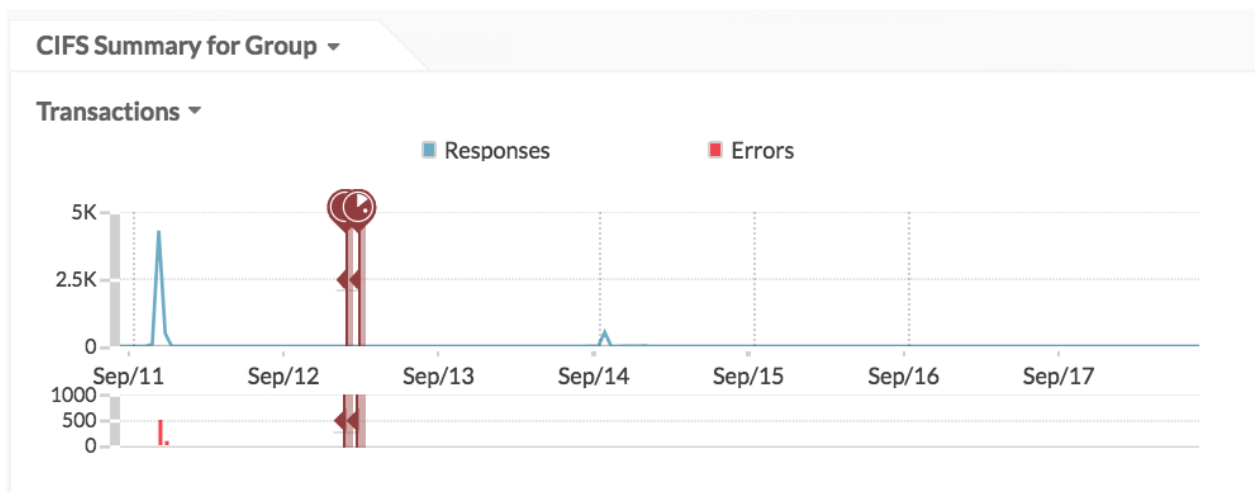 CIFS Summary for Group
Transactions
Responses Errors
5K
2.5K
0
Sep/11 Sep/12 Sep/13 Sep/14 Sep/15 Sep/16 Sep/17
1000
500
0